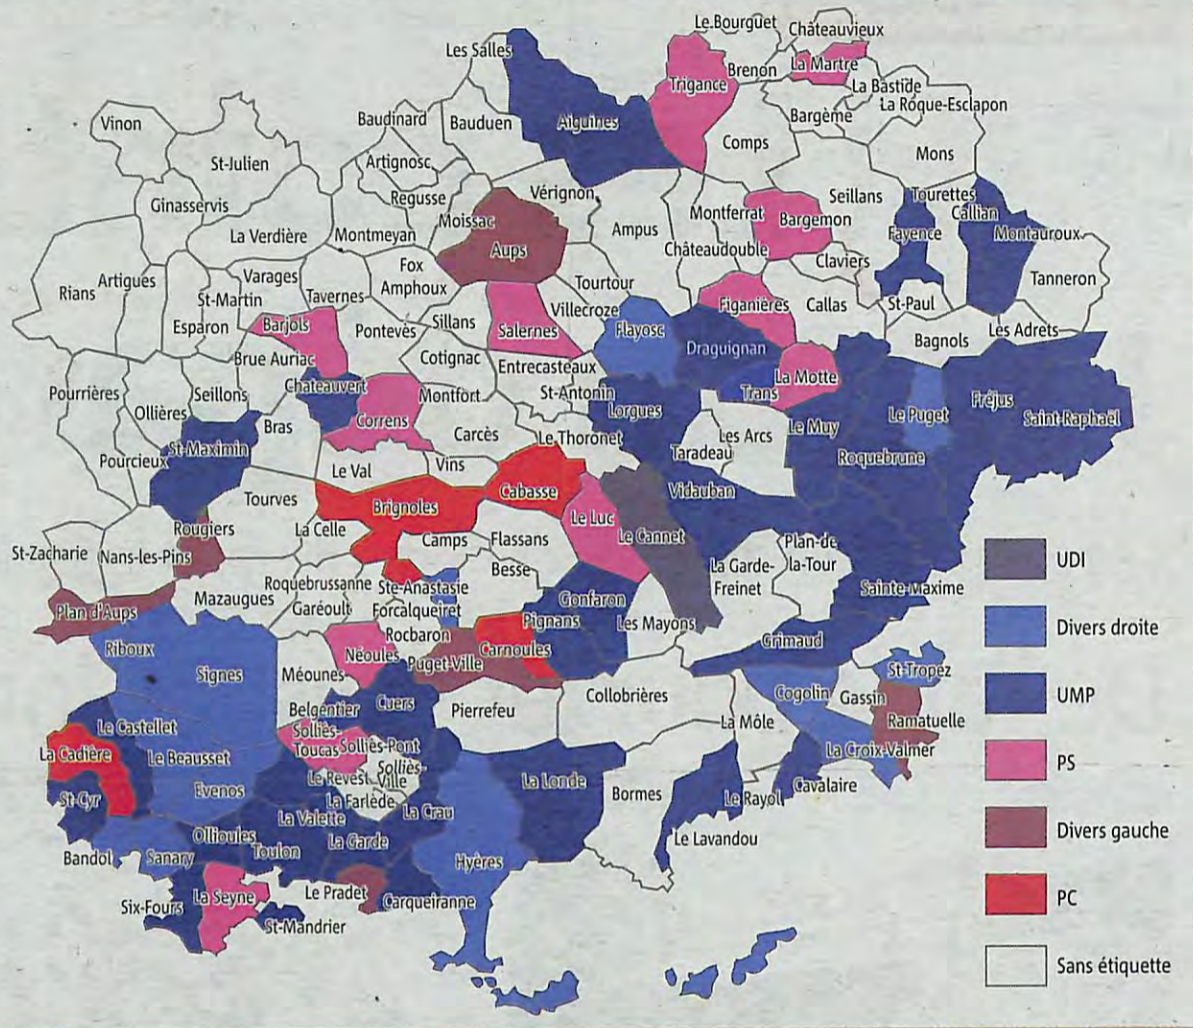 Le Bourguet
Châteauvieux
Les Salles
Brenon
La Martre
Trigance
La Bastide
La Roque-Esclapon
Vinon
Baudinard
Bauduen
Aiguines
Bargème
Comps
Mons
St-Julien
Artignosc
Ginasservis
Regusse
Vérignon
Seillans
Tourettes
Moissac
Montferrat
Bargemon
Callian
La Verdière
Montmeyan
Ampus
Fayence
Montauroux
Aups
Châteaudouble
Claviers
Rians
Artigues
Varages
Fox
Amphoux
Tourtour
Tanneron
St-Martin
Tavernes
Villecroze
Figanières
Callas
St-Paul
Esparon
Barjols
Pontevès
Sillans
Salernes
Flayosc
Les Adrets
Brue Auriac
Cotignac
Entrecasteaux
Draguignan
Bagnols
Pourrières
Seillons
Chateauvert
Montfort
St-Antonin
La Motte
Trans
Ollières
Correns
Lorgues
Le Puget
Fréjus
Saint-Raphaël
Bras
Carcès
Le Thoronet
Les Arcs
Le Muy
St-Maximin
Taradeau
Roquebrune
Pourcieux
Le Val
Vins
Tourves
Brignoles
Cabasse
Vidauban
Rougiers
La Celle
Le Luc
Le Cannet
St-Zacharie
Nans-les-Pins
Camps
Flassans
Plan-de-
la-Tour
Besse
La Garde-
Freinet
Roquebrussanne
Ste-Anastasie
Mazaugues
Garéoult
Forcalqueiret
Gonfaron
Sainte-Maxime
Plan d'Aups
Pignans
Les Mayons
Rocbaron
Grimaud
Riboux
Néoules
Puget-Ville
Carnoules
Signes
Méounes
St-Tropez
Cogolin
Gassin
Collobrières
Belgentier
Cuers
Pierrefeu
La Môle
Ramatuelle
Le Castellet
Solliès-
Toucas
Solliès-Pont
La Cadière
Le Beausset
La Croix-Valmer
Le Revest
Solliès-
Ville
La Londe
Cavalaire
St-Cyr
Evenos
La Farlède
Bormes
Le Rayol
La Valette
La Crau
Ollioules
La Garde
Le Lavandou
Bandol
Sanary
Toulon
Hyères
Le Pradet
Six-Fours
La Seyne
Carqueiranne
St-Mandrier
UDI
Divers droite
UMP
PS
Divers gauche
PC
Sans étiquette